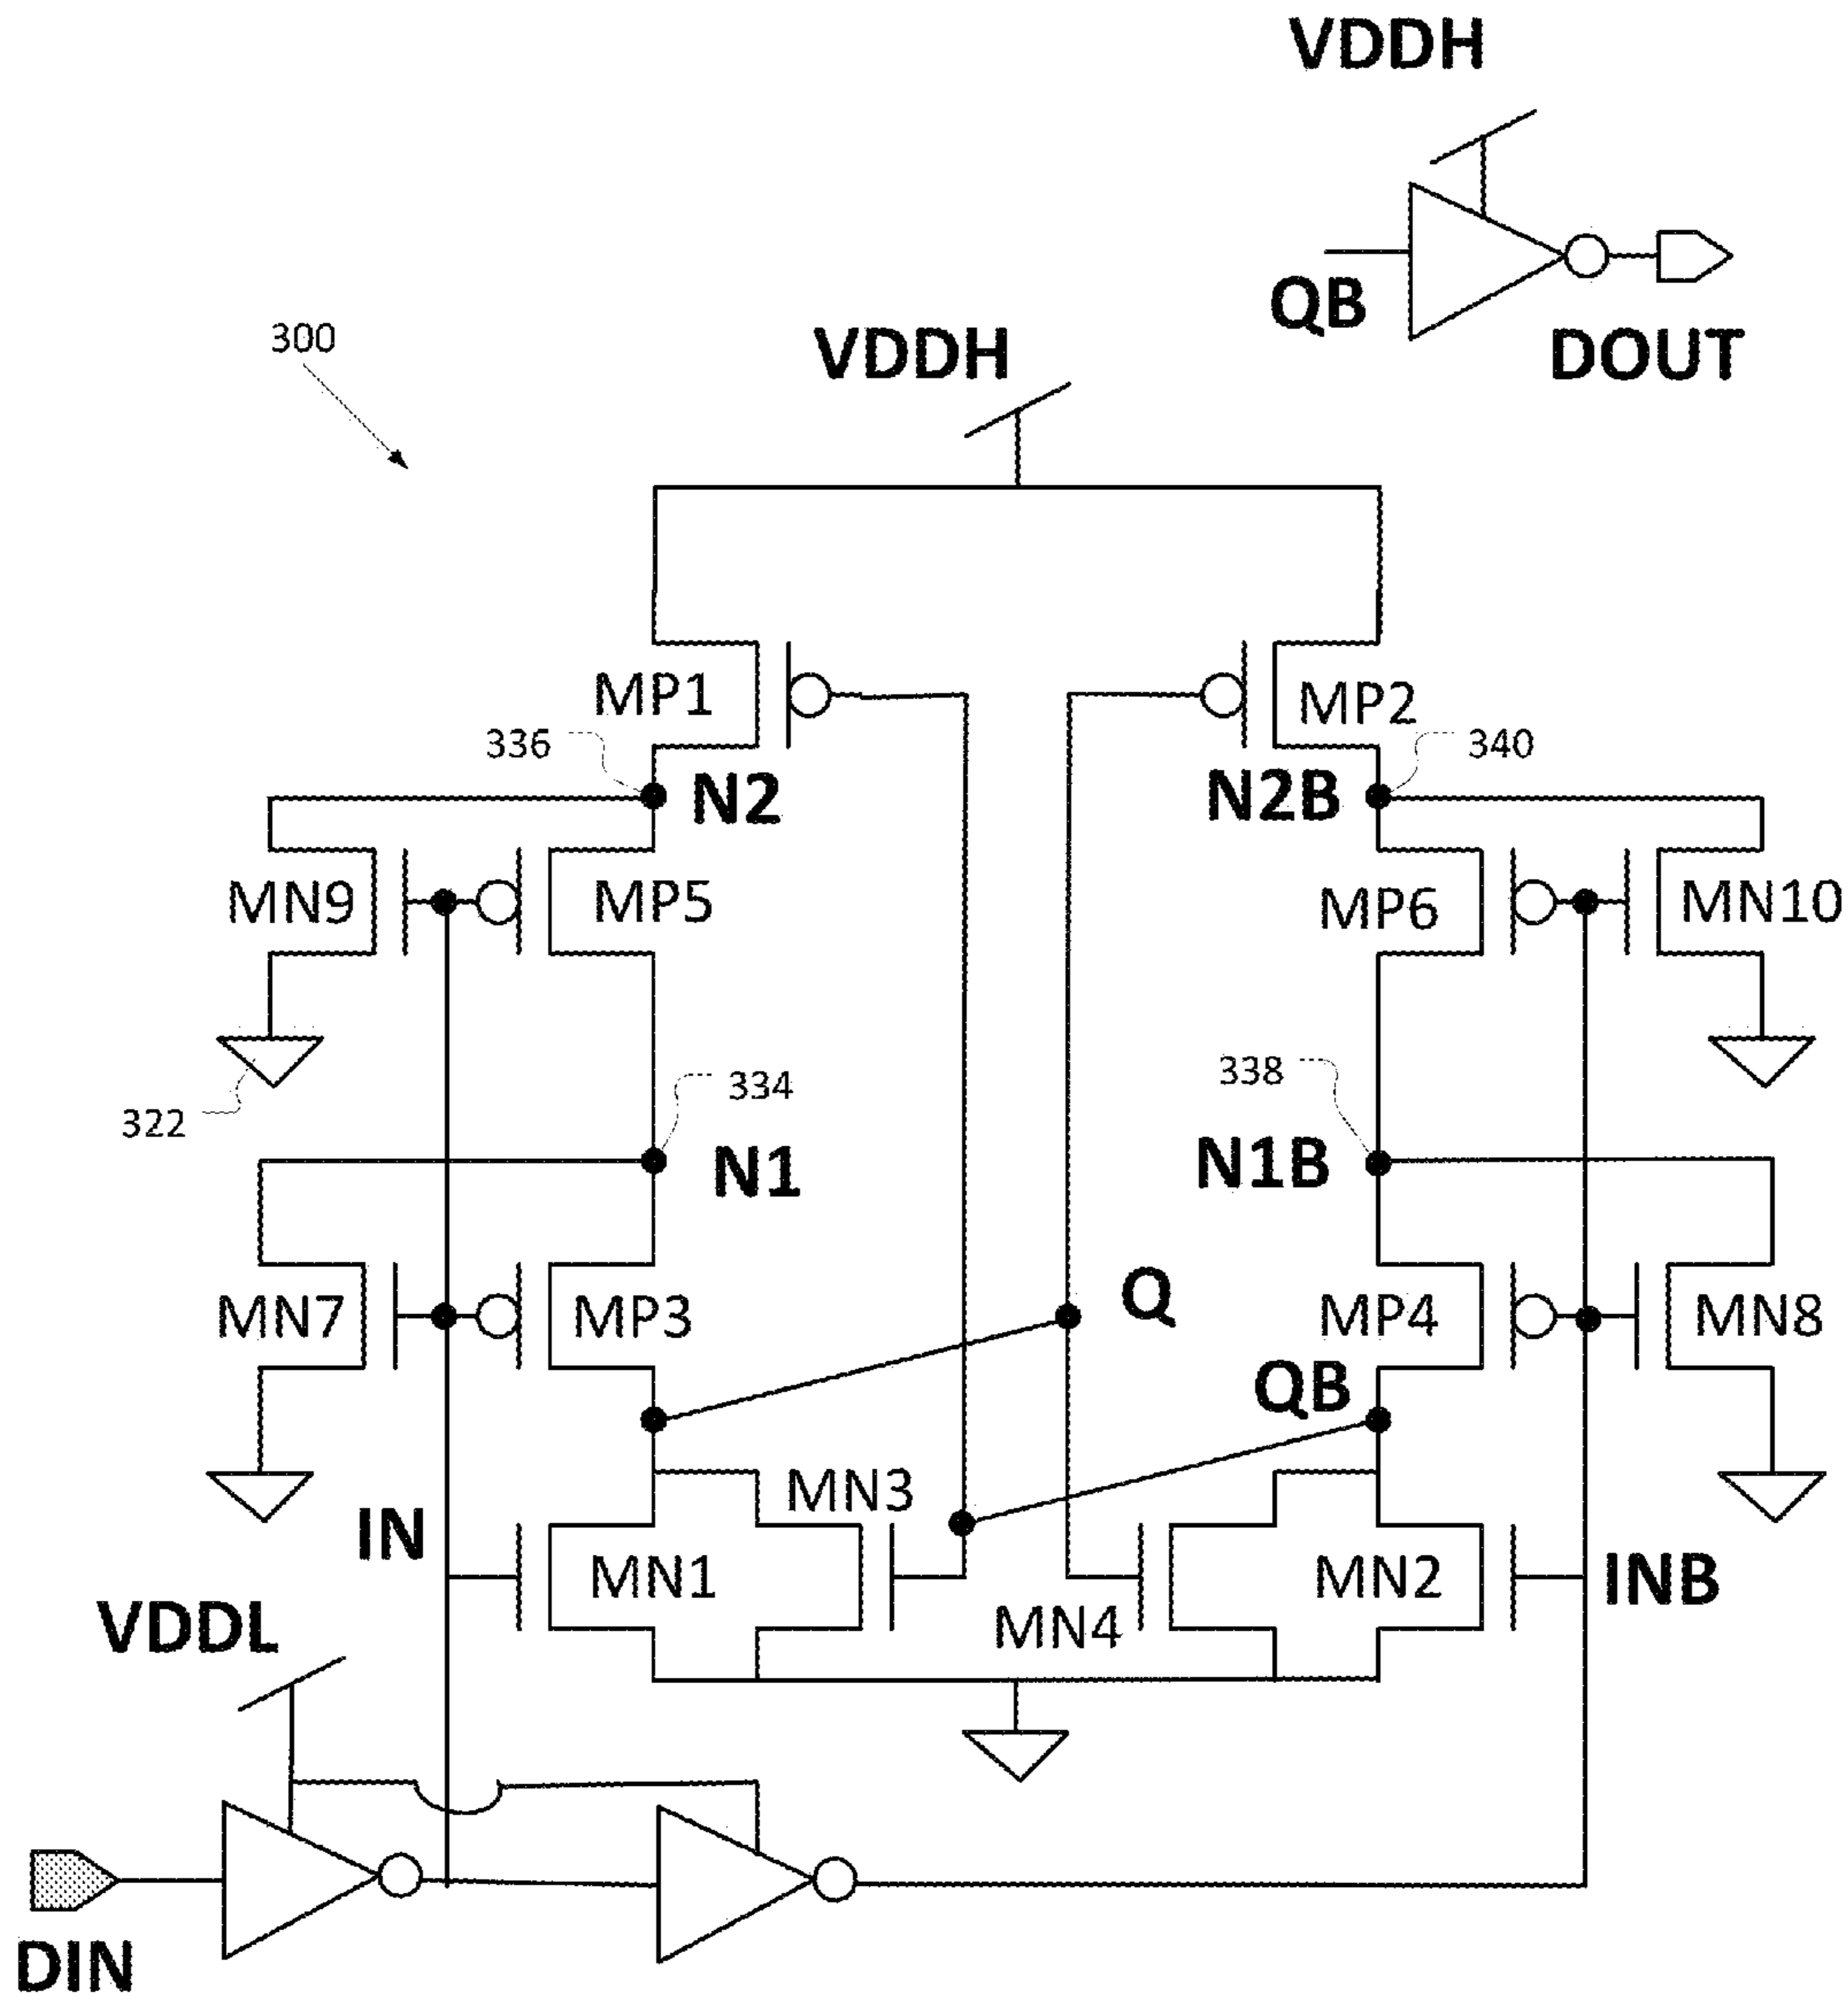 VDDH
QB
DOUT
300
VDDH
MP1
MP2
336
340
N2
N2B
MN9
MP5
MP6
MN10
322
334
338
N1
N1B
MN7
MP3
Q
MP4
MN8
QB
MN3
IN
MN1
MN4
MN2
INB
VDDL
DIN